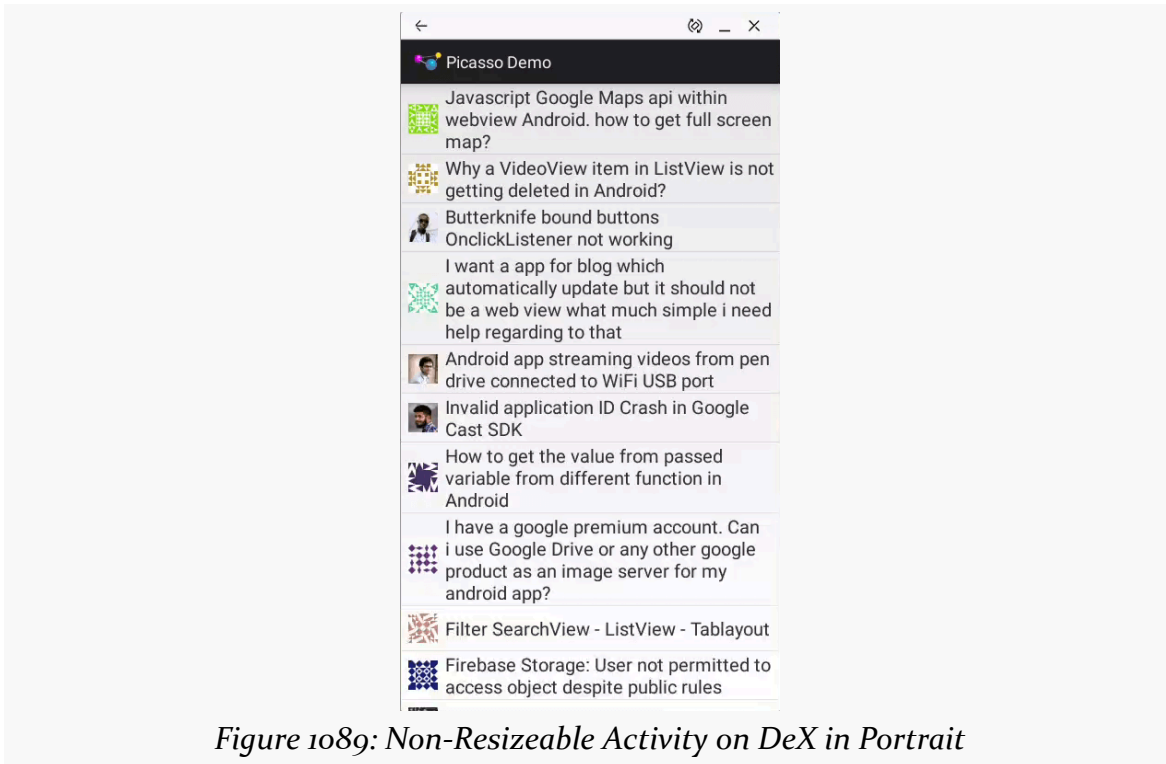 Picasso Demo
Javascript Google Maps api within
webview Android. how to get full screen
map?
Why a VideoView item in ListView is not
getting deleted in Android?
Butterknife bound buttons
OnclickListener not working
I want a app for blog which
automatically update but it should not
be a web view what much simple i need
help regarding to that
Android app streaming videos from pen
drive connected to WiFi USB port
Invalid application ID Crash in Google
Cast SDK
How to get the value from passed
variable from different function in
Android
I have a google premium account. Can
i use Google Drive or any other google
product as an image server for my
android app?
Filter SearchView - ListView - Tablayout
Firebase Storage: User not permitted to
access object despite public rules
Figure 1089: Non-Resizeable Activity on DeX in Portrait